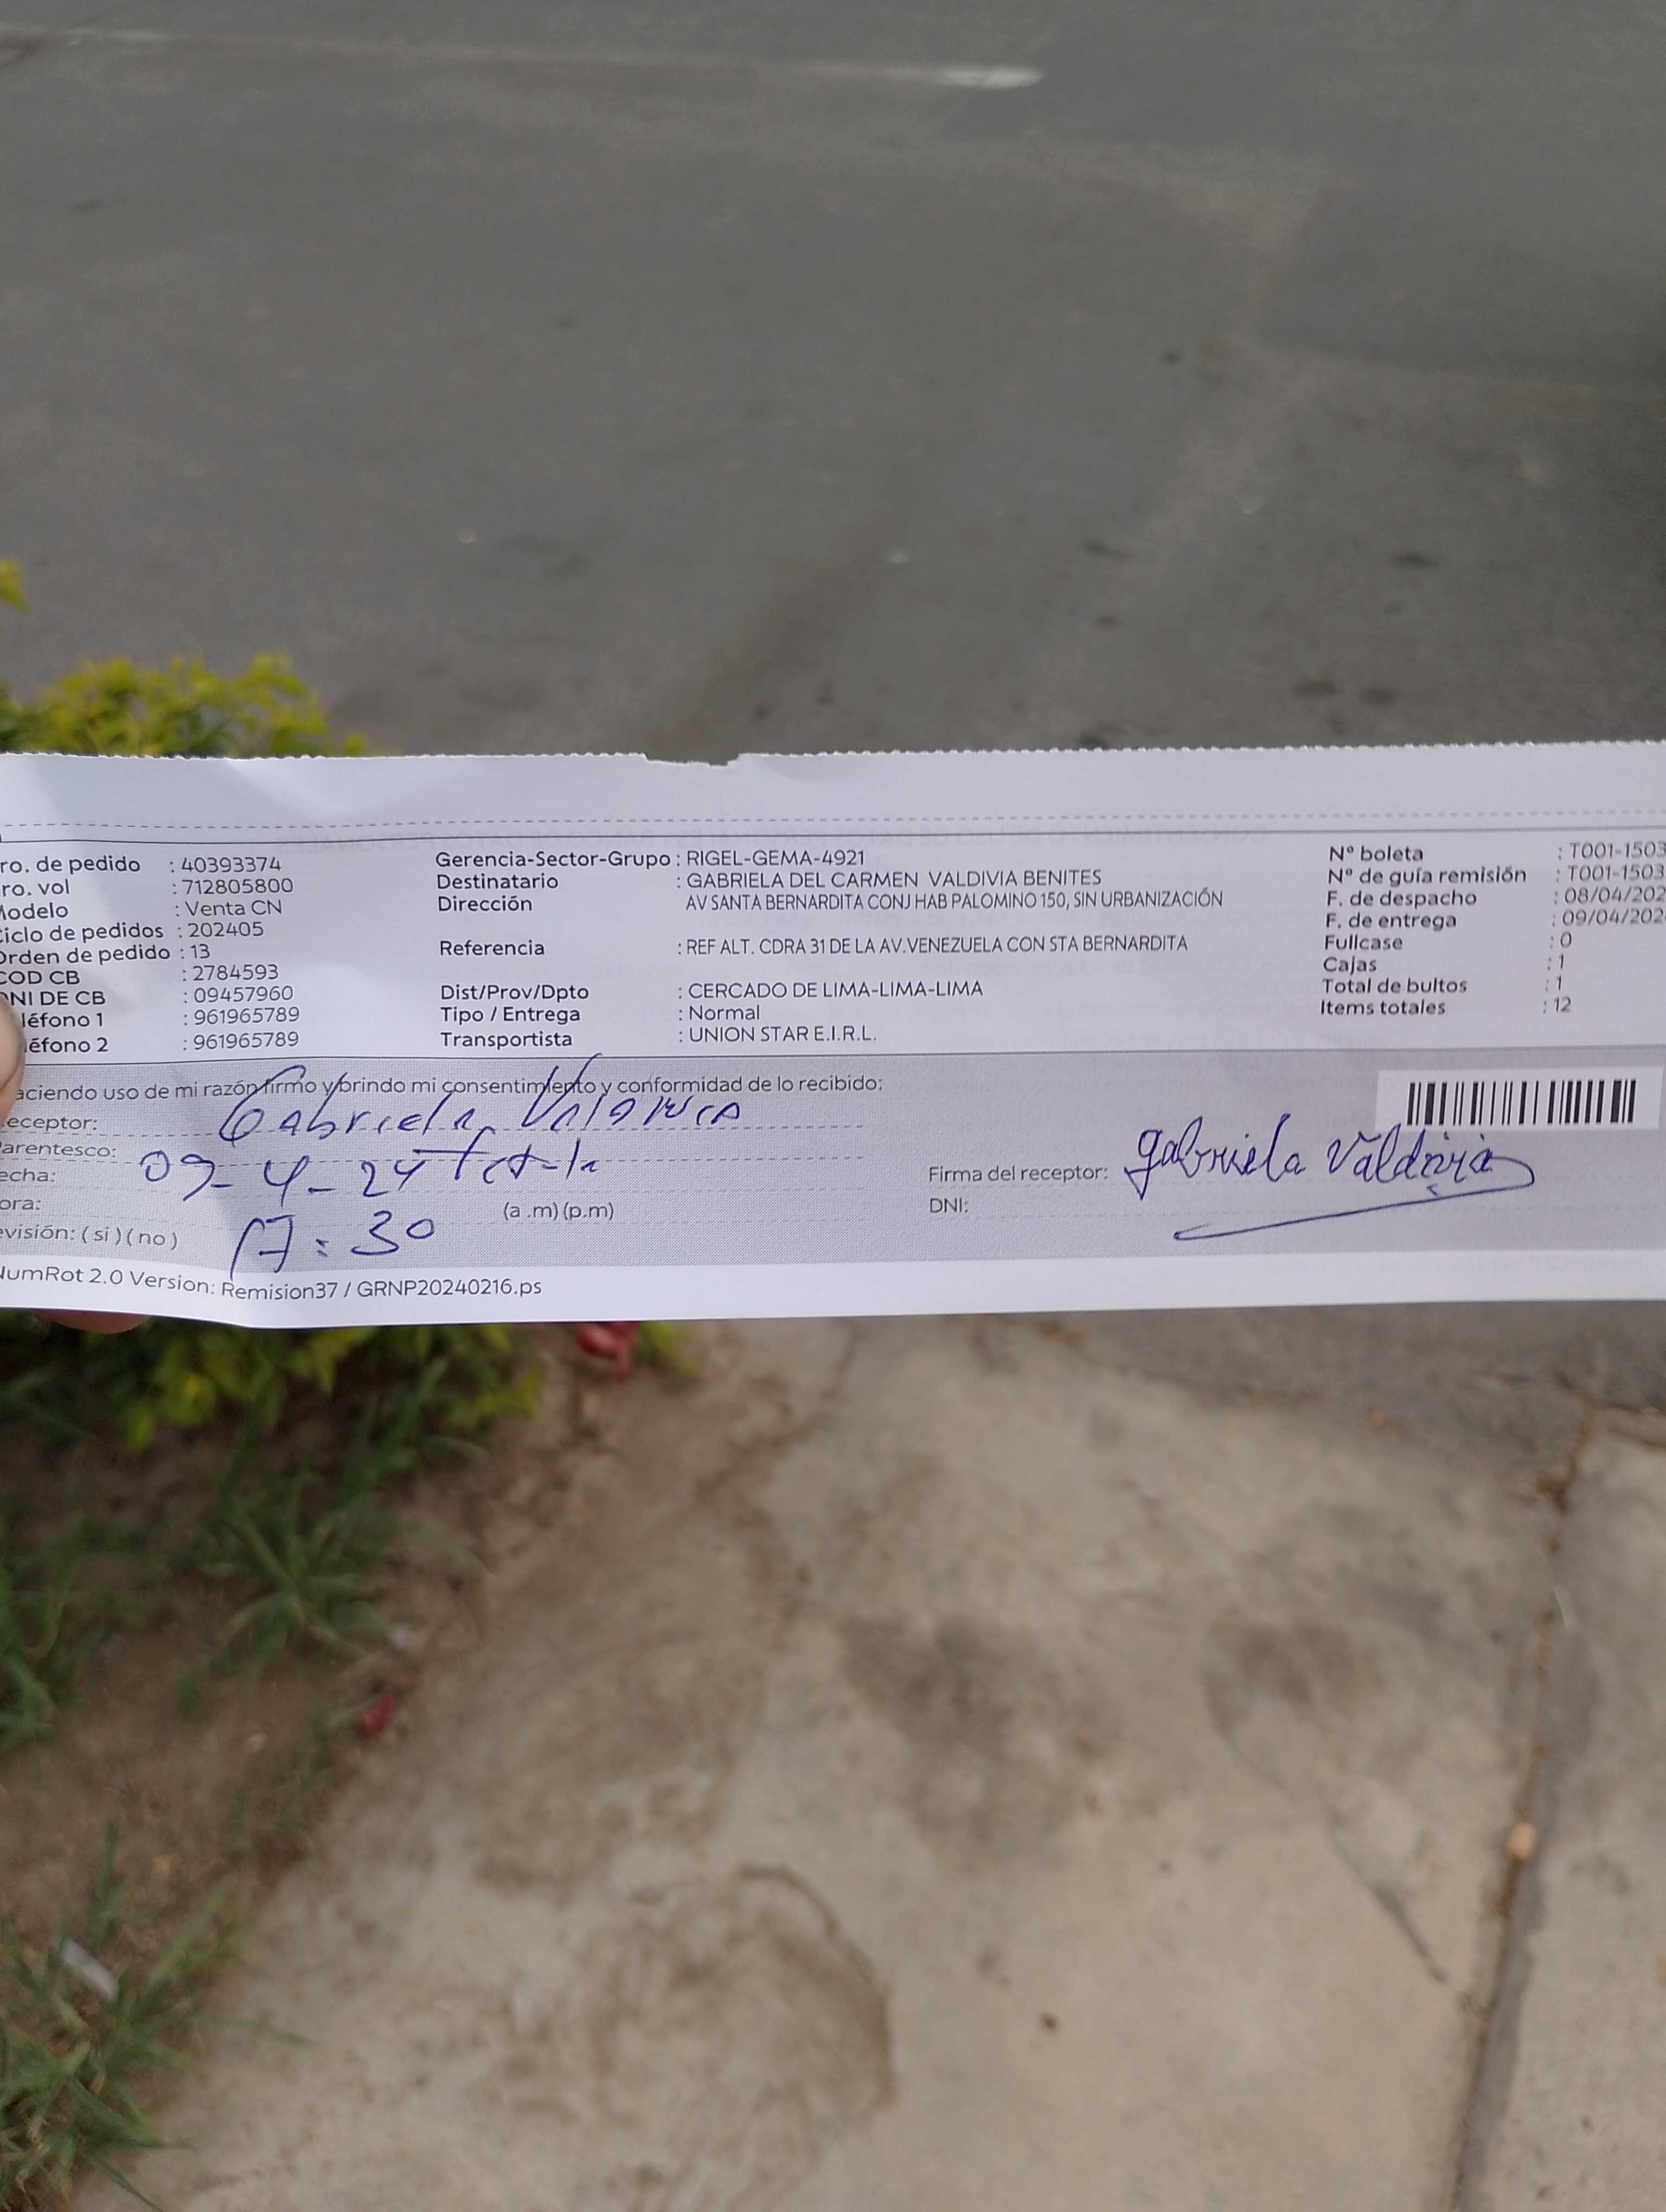 ro. de pedido : 40393374
ro. vol : 712805800
Modelo : Venta CN
Ciclo de pedidos : 202405
Orden de pedido : 13
COD CB : 2784593
DNI DE CB : 09457960
léfono 1 : 961965789
léfono 2 : 961965789
Gerencia-Sector-Grupo : RIGEL-GEMA-4921
Destinatario : GABRIELA DEL CARMEN VALDIVIA BENITES
Dirección AV SANTA BERNARDITA CONJ HAB PALOMINO 150, SIN URBANIZACIÓN
Referencia : REF ALT. CDRA 31 DE LA AV.VENEZUELA CON STA BERNARDITA
Dist/Prov/Dpto : CERCADO DE LIMA-LIMA-LIMA
Tipo / Entrega : Normal
Transportista : UNION STAR E.I.R.L.
Nº boleta : T001-1503
Nº de guía remisión : T001-1503
F. de despacho : 08/04/202
F. de entrega : 09/04/202
Fullcase : 0
Cajas : 1
Total de bultos : 1
Items totales : 12
aciendo uso de mi razón firmo y brindo mi consentimiento y conformidad de lo recibido:
eceptor: Gabriela Valdivia
arentesco: Titular
echa: 09-4-24
ora: 17:30 (a .m) (p.m)
evisión: ( si ) ( no )
Firma del receptor: Gabriela Valdivia
DNI:
NumRot 2.0 Version: Remision37 / GRNP20240216.ps